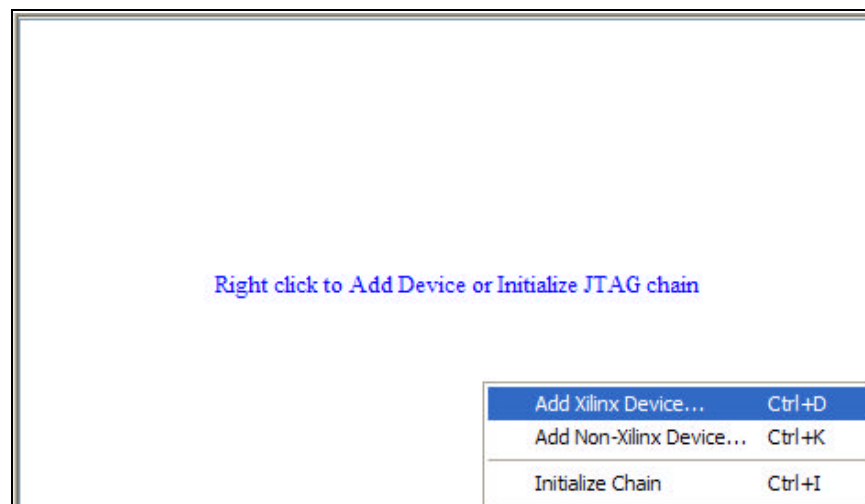 Right click to Add Device or Initialize JTAG chain
Add Xilinx Device... Ctrl+D
Add Non-Xilinx Device... Ctrl+K
Initialize Chain Ctrl+I